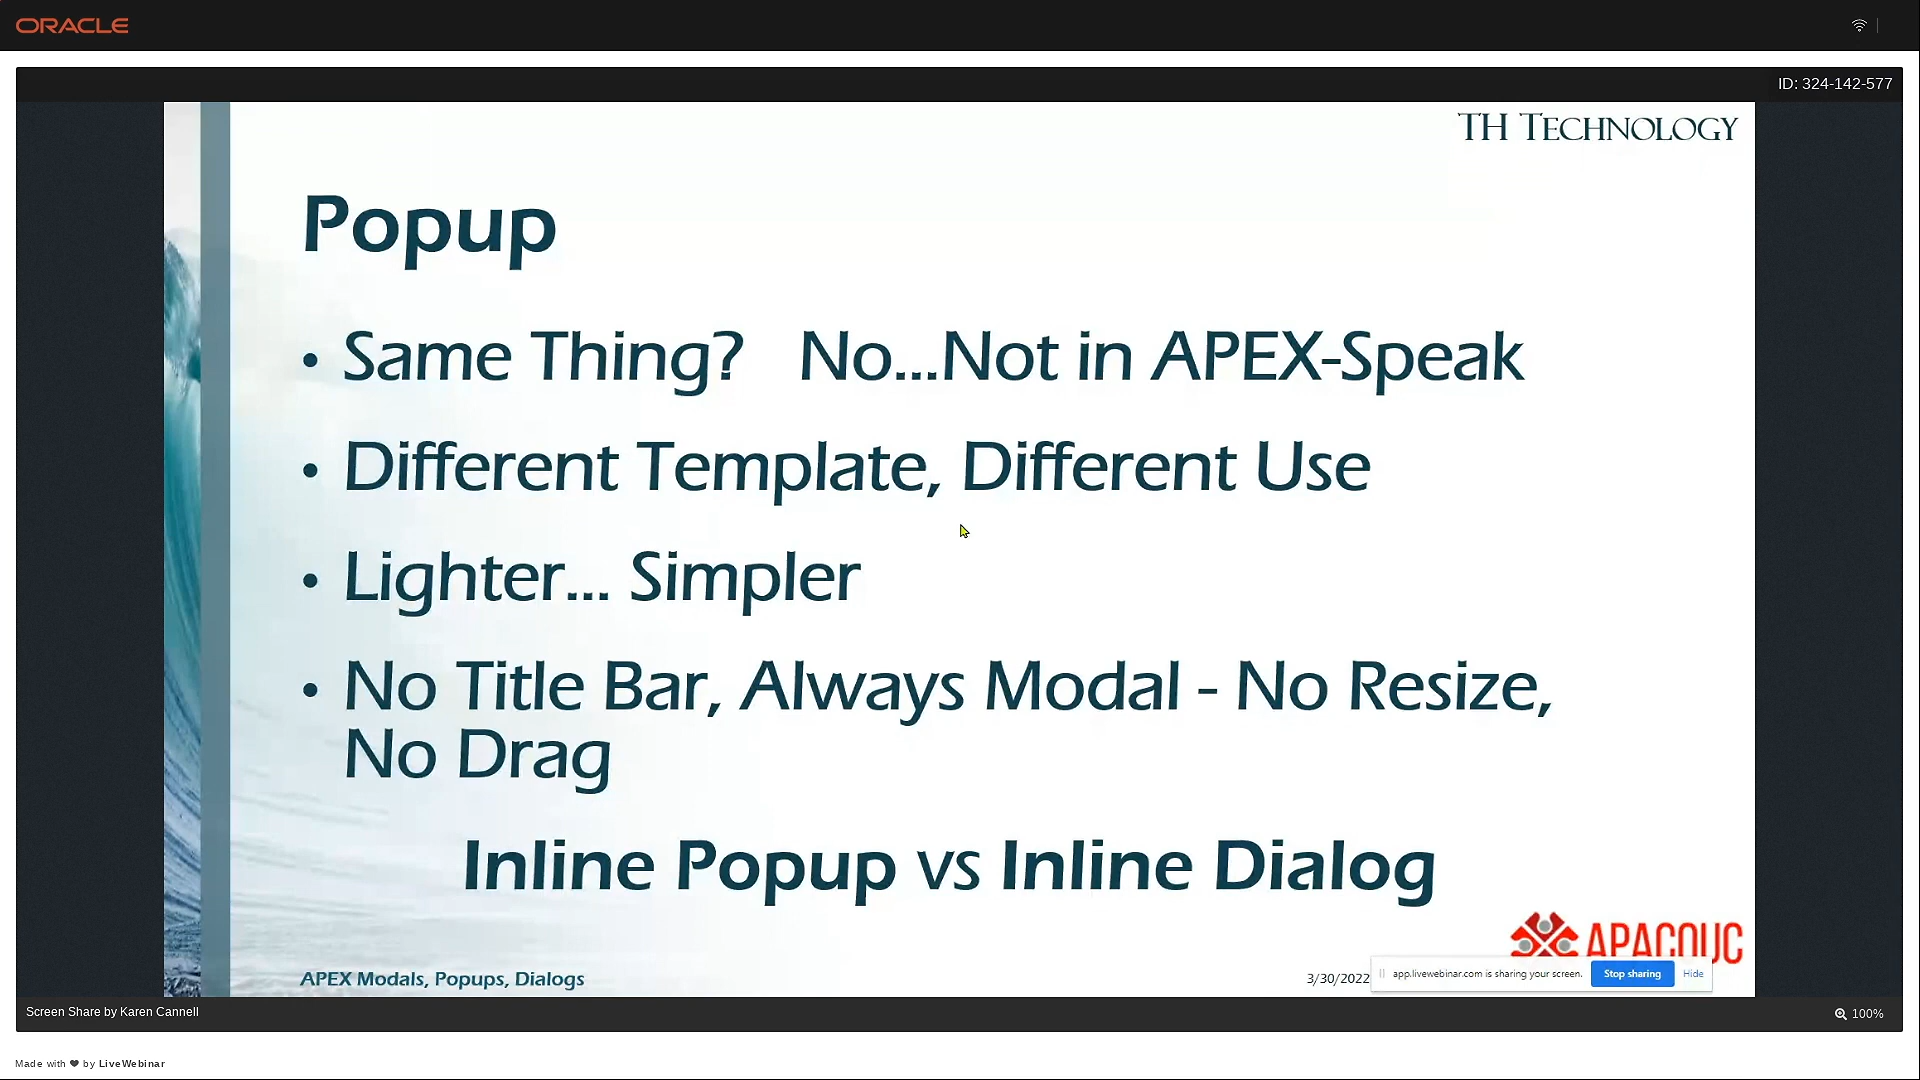 ORACLE
ID: 324-142-577
TH TECHNOLOGY
Popup
• Same Thing? No...Not in APEX-Speak
• Different Template, Different Use
• Lighter... Simpler
• No Title Bar, Always Modal - No Resize,
No Drag
Inline Popup vs Inline Dialog
APACOUC
APEX Modals, Popups, Dialogs
3/30/2022
app.livewebinar.com is sharing your screen.
Stop sharing
Hide
Screen Share by Karen Cannell
100%
Made with ❤ by LiveWebinar